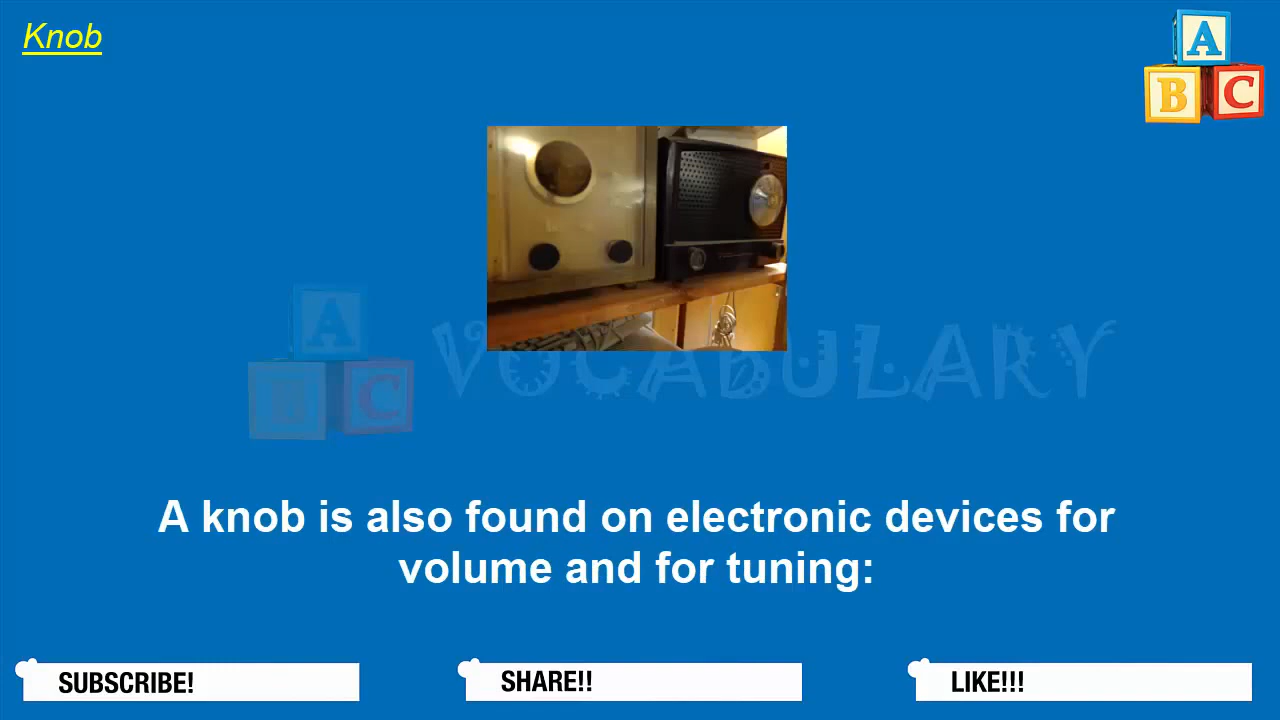 Knob
A
B C
A
B C
VOCABULARY
A knob is also found on electronic devices for
volume and for tuning:
SUBSCRIBE!
SHARE!!
LIKE!!!